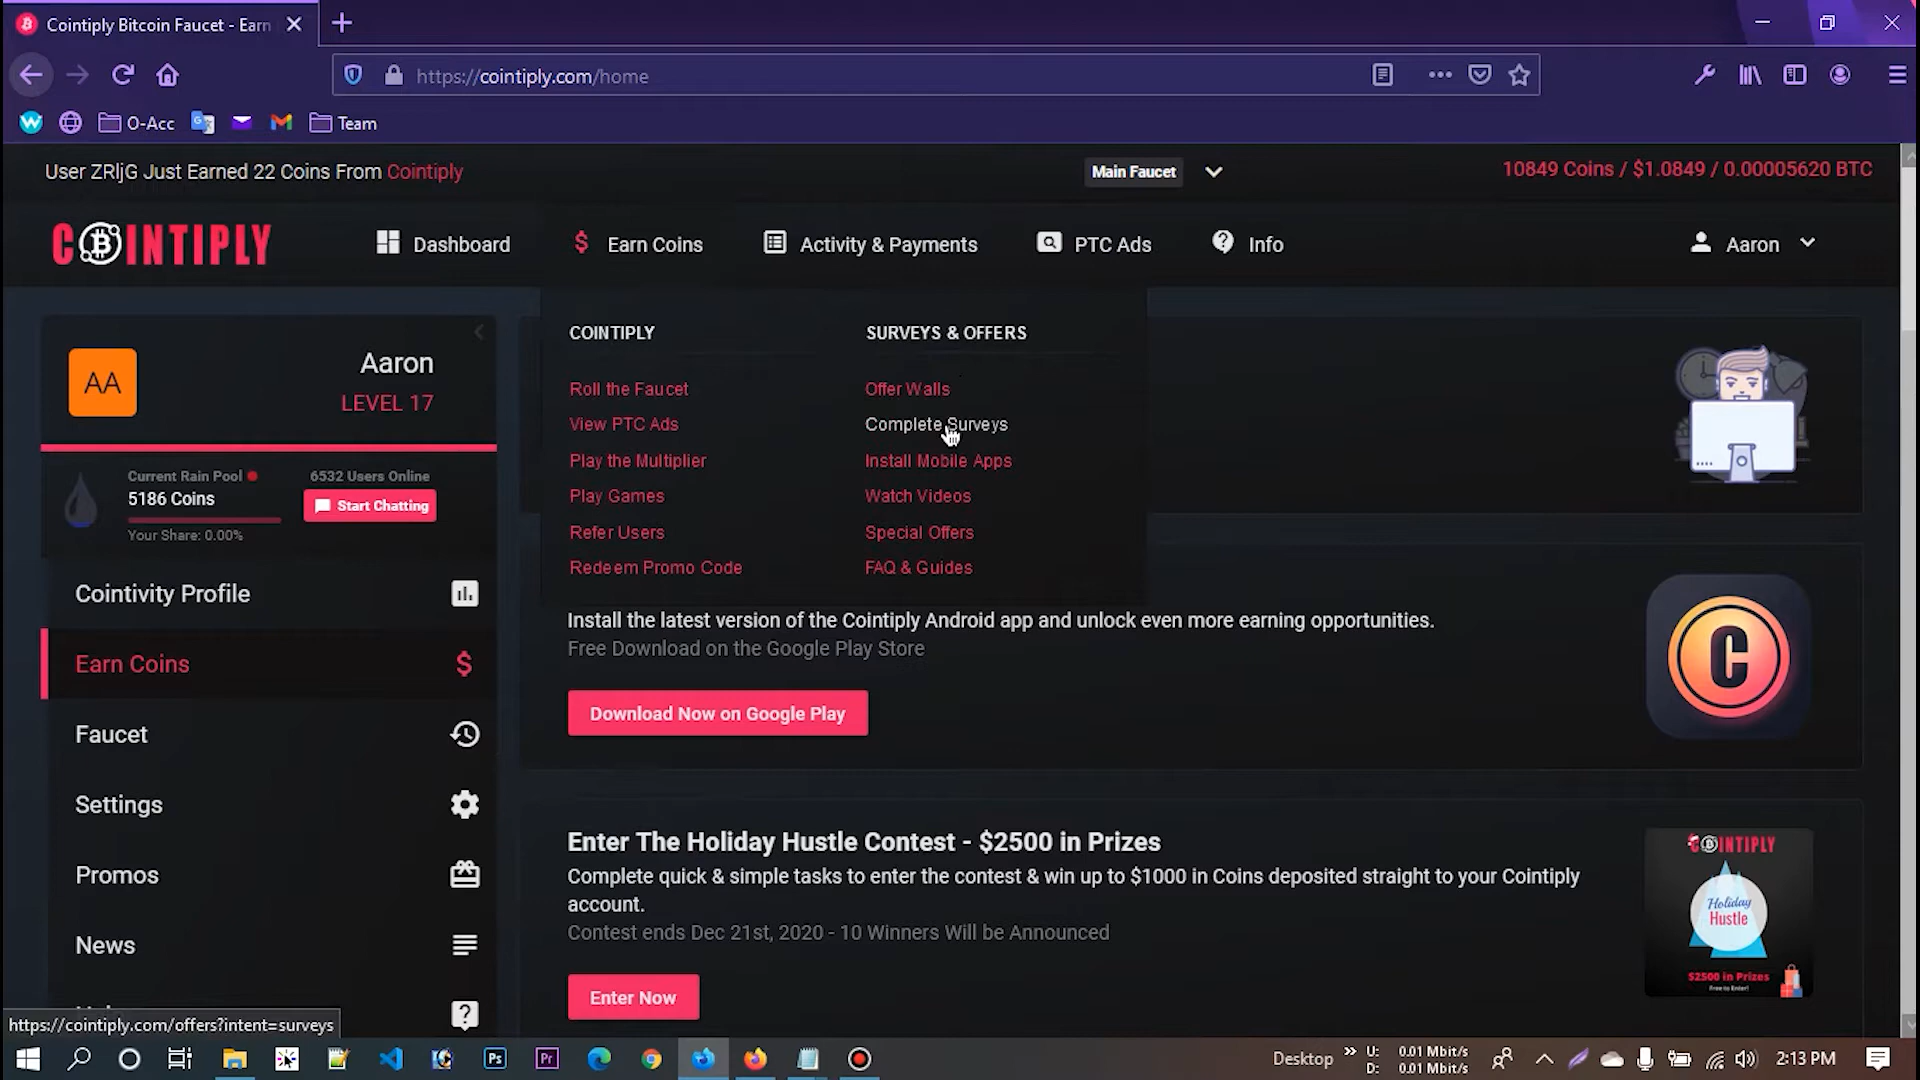 Cointiply Bitcoin Faucet - Earn
https://cointiply.com/home
O-Acc
Team
User ZRljG Just Earned 22 Coins From Cointiply
Main Faucet
10849 Coins / $1.0849 / 0.00005620 BTC
COINTIPLY
Dashboard
Earn Coins
Activity & Payments
PTC Ads
Info
Aaron
AA
Aaron
LEVEL 17
Current Rain Pool
5186 Coins
Your Share: 0.00%
6532 Users Online
Start Chatting
Cointivity Profile
Earn Coins
Faucet
Settings
Promos
News
COINTIPLY
Roll the Faucet
View PTC Ads
Play the Multiplier
Play Games
Refer Users
Redeem Promo Code
SURVEYS & OFFERS
Offer Walls
Complete Surveys
Install Mobile Apps
Watch Videos
Special Offers
FAQ & Guides
Install the latest version of the Cointiply Android app and unlock even more earning opportunities.
Free Download on the Google Play Store
Download Now on Google Play
C
Enter The Holiday Hustle Contest - $2500 in Prizes
Complete quick & simple tasks to enter the contest & win up to $1000 in Coins deposited straight to your Cointiply
account.
Contest ends Dec 21st, 2020 - 10 Winners Will be Announced
Enter Now
COINTIPLY
Holiday
Hustle
$2500 in Prizes
Free to Enter!
https://cointiply.com/offers?intent=surveys
Ps
Pr
Desktop
U: 0.01 Mbit/s
D: 0.01 Mbit/s
2:13 PM